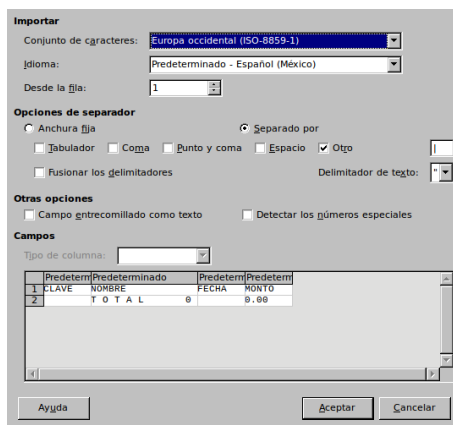 Importar
Conjunto de caracteres: Europa occidental (ISO-8859-1)
Idioma: Predeterminado - Español (México)
Desde la fila: 1
Opciones de separador
Anchura fija Separado por
Tabulador Coma Punto y coma Espacio Otro |
Fusionar los delimitadores Delimitador de texto: "
Otras opciones
Campo entrecomillado como texto Detectar los números especiales
Campos
Tipo de columna:
Predeterm Predeterminado Predeterm Predeterm
1 CLAVE NOMBRE FECHA MONTO
2 T O T A L 0 0.00
Ayuda Aceptar Cancelar